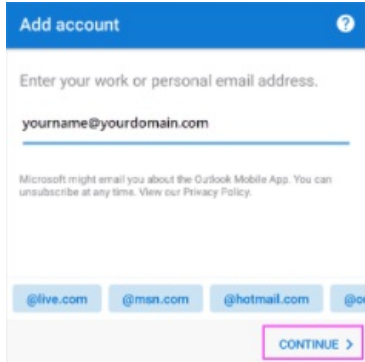 Add account
?
Enter your work or personal email address.
yourname@yourdomain.com
Microsoft might email you about the Outlook Mobile App. You can
unsubscribe at any time. View our Privacy Policy.
@live.com @msn.com @hotmail.com @o
CONTINUE >